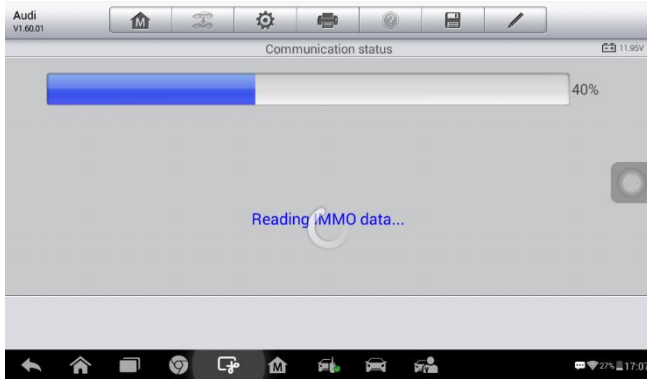 Audi
V1.60.01
M
Communication status
11.95V
40%
Reading IMMO data...
M
27%
17:07